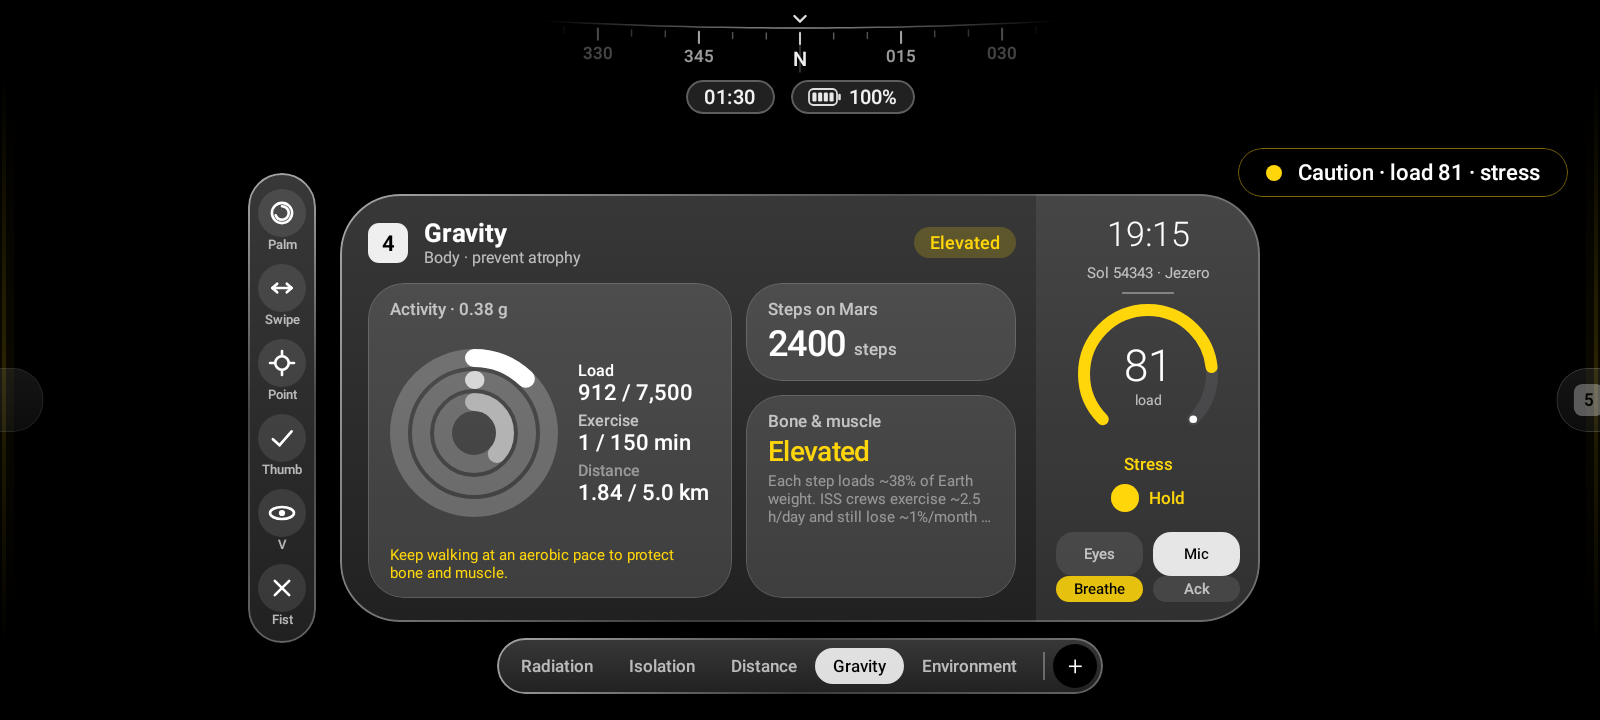 330
345
N
015
030
01:30
100%
Caution · load 81 · stress
Palm
Swipe
Point
Thumb
V
Fist
4
Gravity
Body · prevent atrophy
Elevated
Activity · 0.38 g
Load
912 / 7,500
Exercise
1 / 150 min
Distance
1.84 / 5.0 km
Keep walking at an aerobic pace to protect
bone and muscle.
Steps on Mars
2400 steps
Bone & muscle
Elevated
Each step loads ~38% of Earth
weight. ISS crews exercise ~2.5
h/day and still lose ~1%/month ...
19:15
Sol 54343 · Jezero
81
load
Stress
Hold
Eyes
Mic
Breathe
Ack
5
Radiation
Isolation
Distance
Gravity
Environment
+